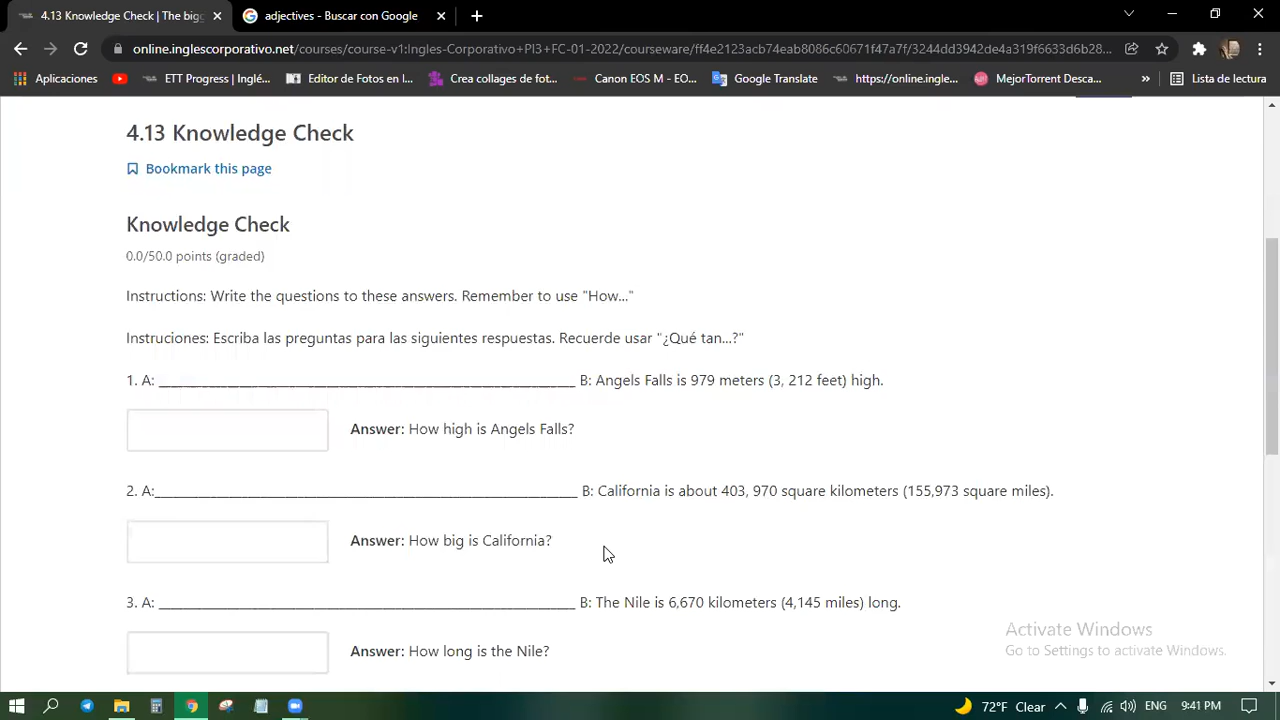 4.13 Knowledge Check | The big
adjectives - Buscar con Google
online.inglescorporativo.net/courses/course-v1:Ingles-Corporativo+PI3+FC-01-2022/courseware/ff4e2123acb74eab8086c60671f47a7f/3244dd3942de4a319f6633d6b28...
Aplicaciones
ETT Progress | Inglé...
Editor de Fotos en l...
Crea collages de fot...
Canon EOS M - EO...
Google Translate
https://online.ingle...
MejorTorrent Desca...
»
Lista de lectura
4.13 Knowledge Check
Bookmark this page
Knowledge Check
0.0/50.0 points (graded)
Instructions: Write the questions to these answers. Remember to use "How..."
Instruciones: Escriba las preguntas para las siguientes respuestas. Recuerde usar "¿Qué tan...?"
1. A: ____________________ B: Angels Falls is 979 meters (3, 212 feet) high.
Answer: How high is Angels Falls?
2. A:____________________ B: California is about 403, 970 square kilometers (155,973 square miles).
Answer: How big is California?
3. A: ____________________ B: The Nile is 6,670 kilometers (4,145 miles) long.
Answer: How long is the Nile?
Activate Windows
Go to Settings to activate Windows.
72°F Clear
ENG
9:41 PM